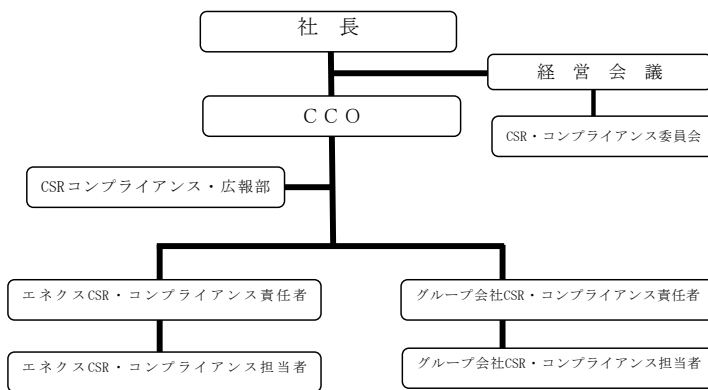 社 長
経 営 会 議
ＣＣＯ
CSR・コンプライアンス委員会
CSRコンプライアンス・広報部
エネクスCSR・コンプライアンス責任者
グループ会社CSR・コンプライアンス責任者
エネクスCSR・コンプライアンス担当者
グループ会社CSR・コンプライアンス担当者